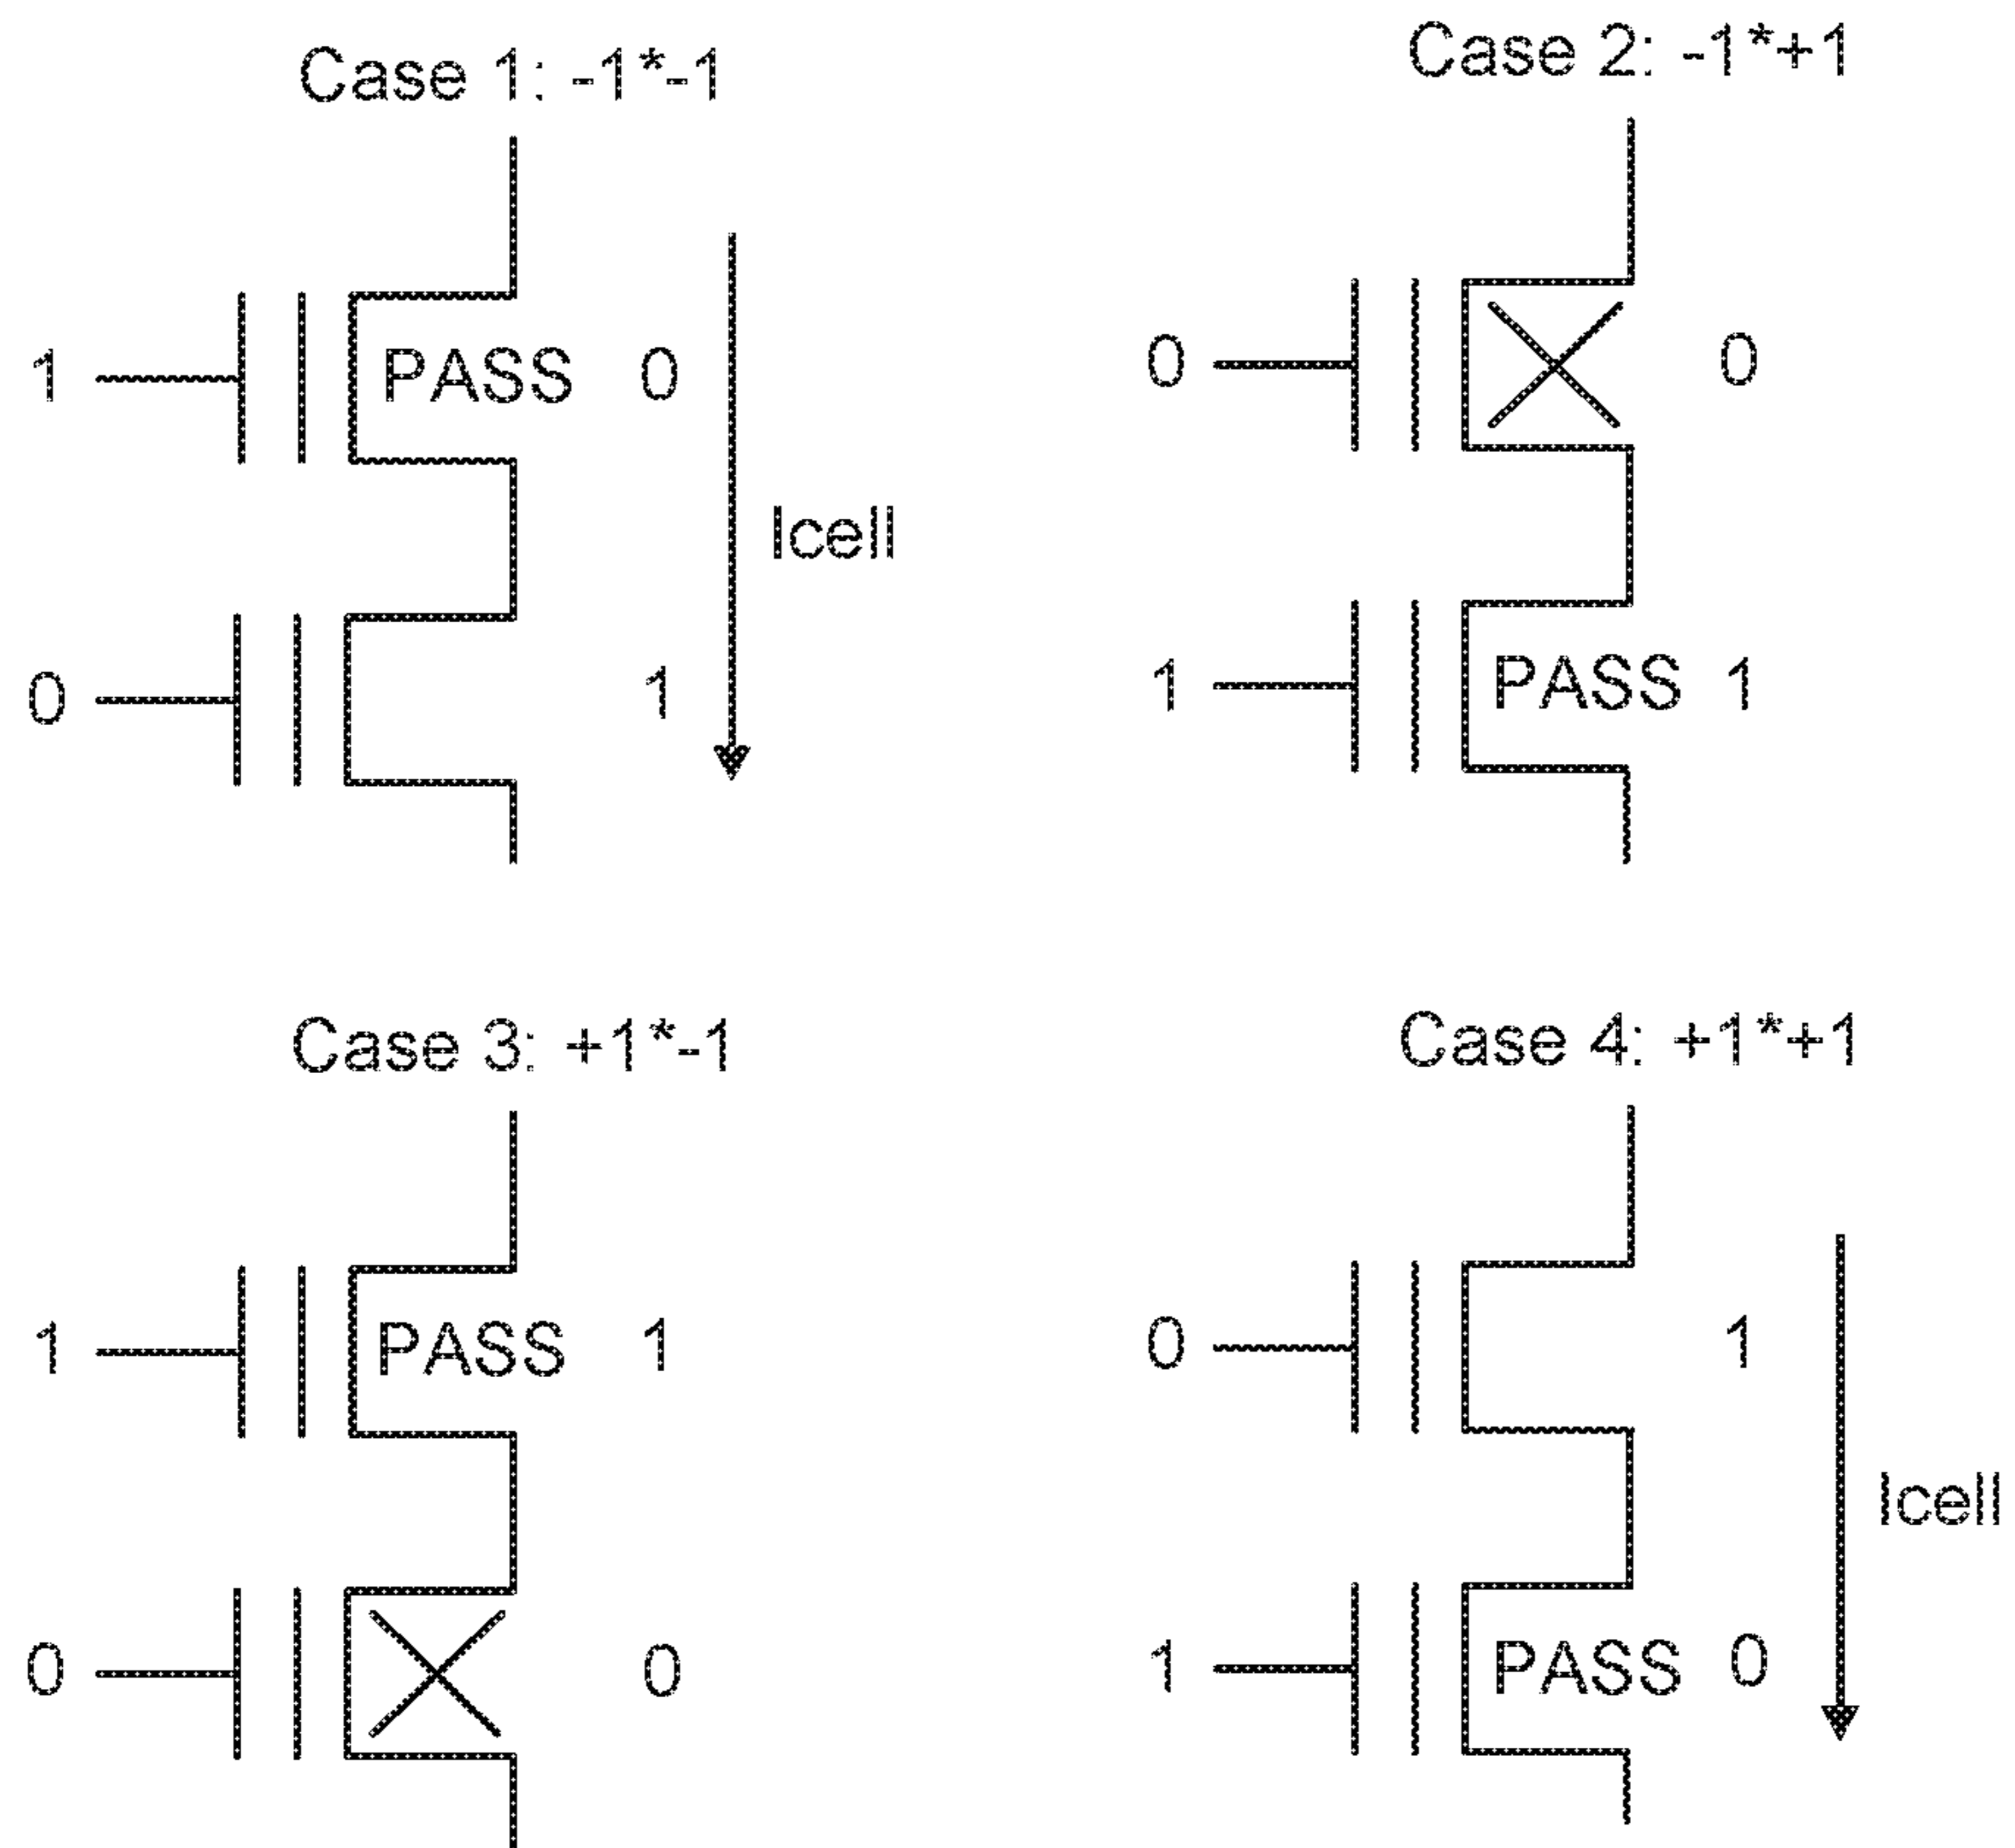 Case 1: -1*-1
1 PASS 0
Icell
0 1
Case 2: -1*+1
0 0
1 PASS 1
Case 3: +1*-1
1 PASS 1
0 0
Case 4: +1*+1
0 1
Icell
1 PASS 0